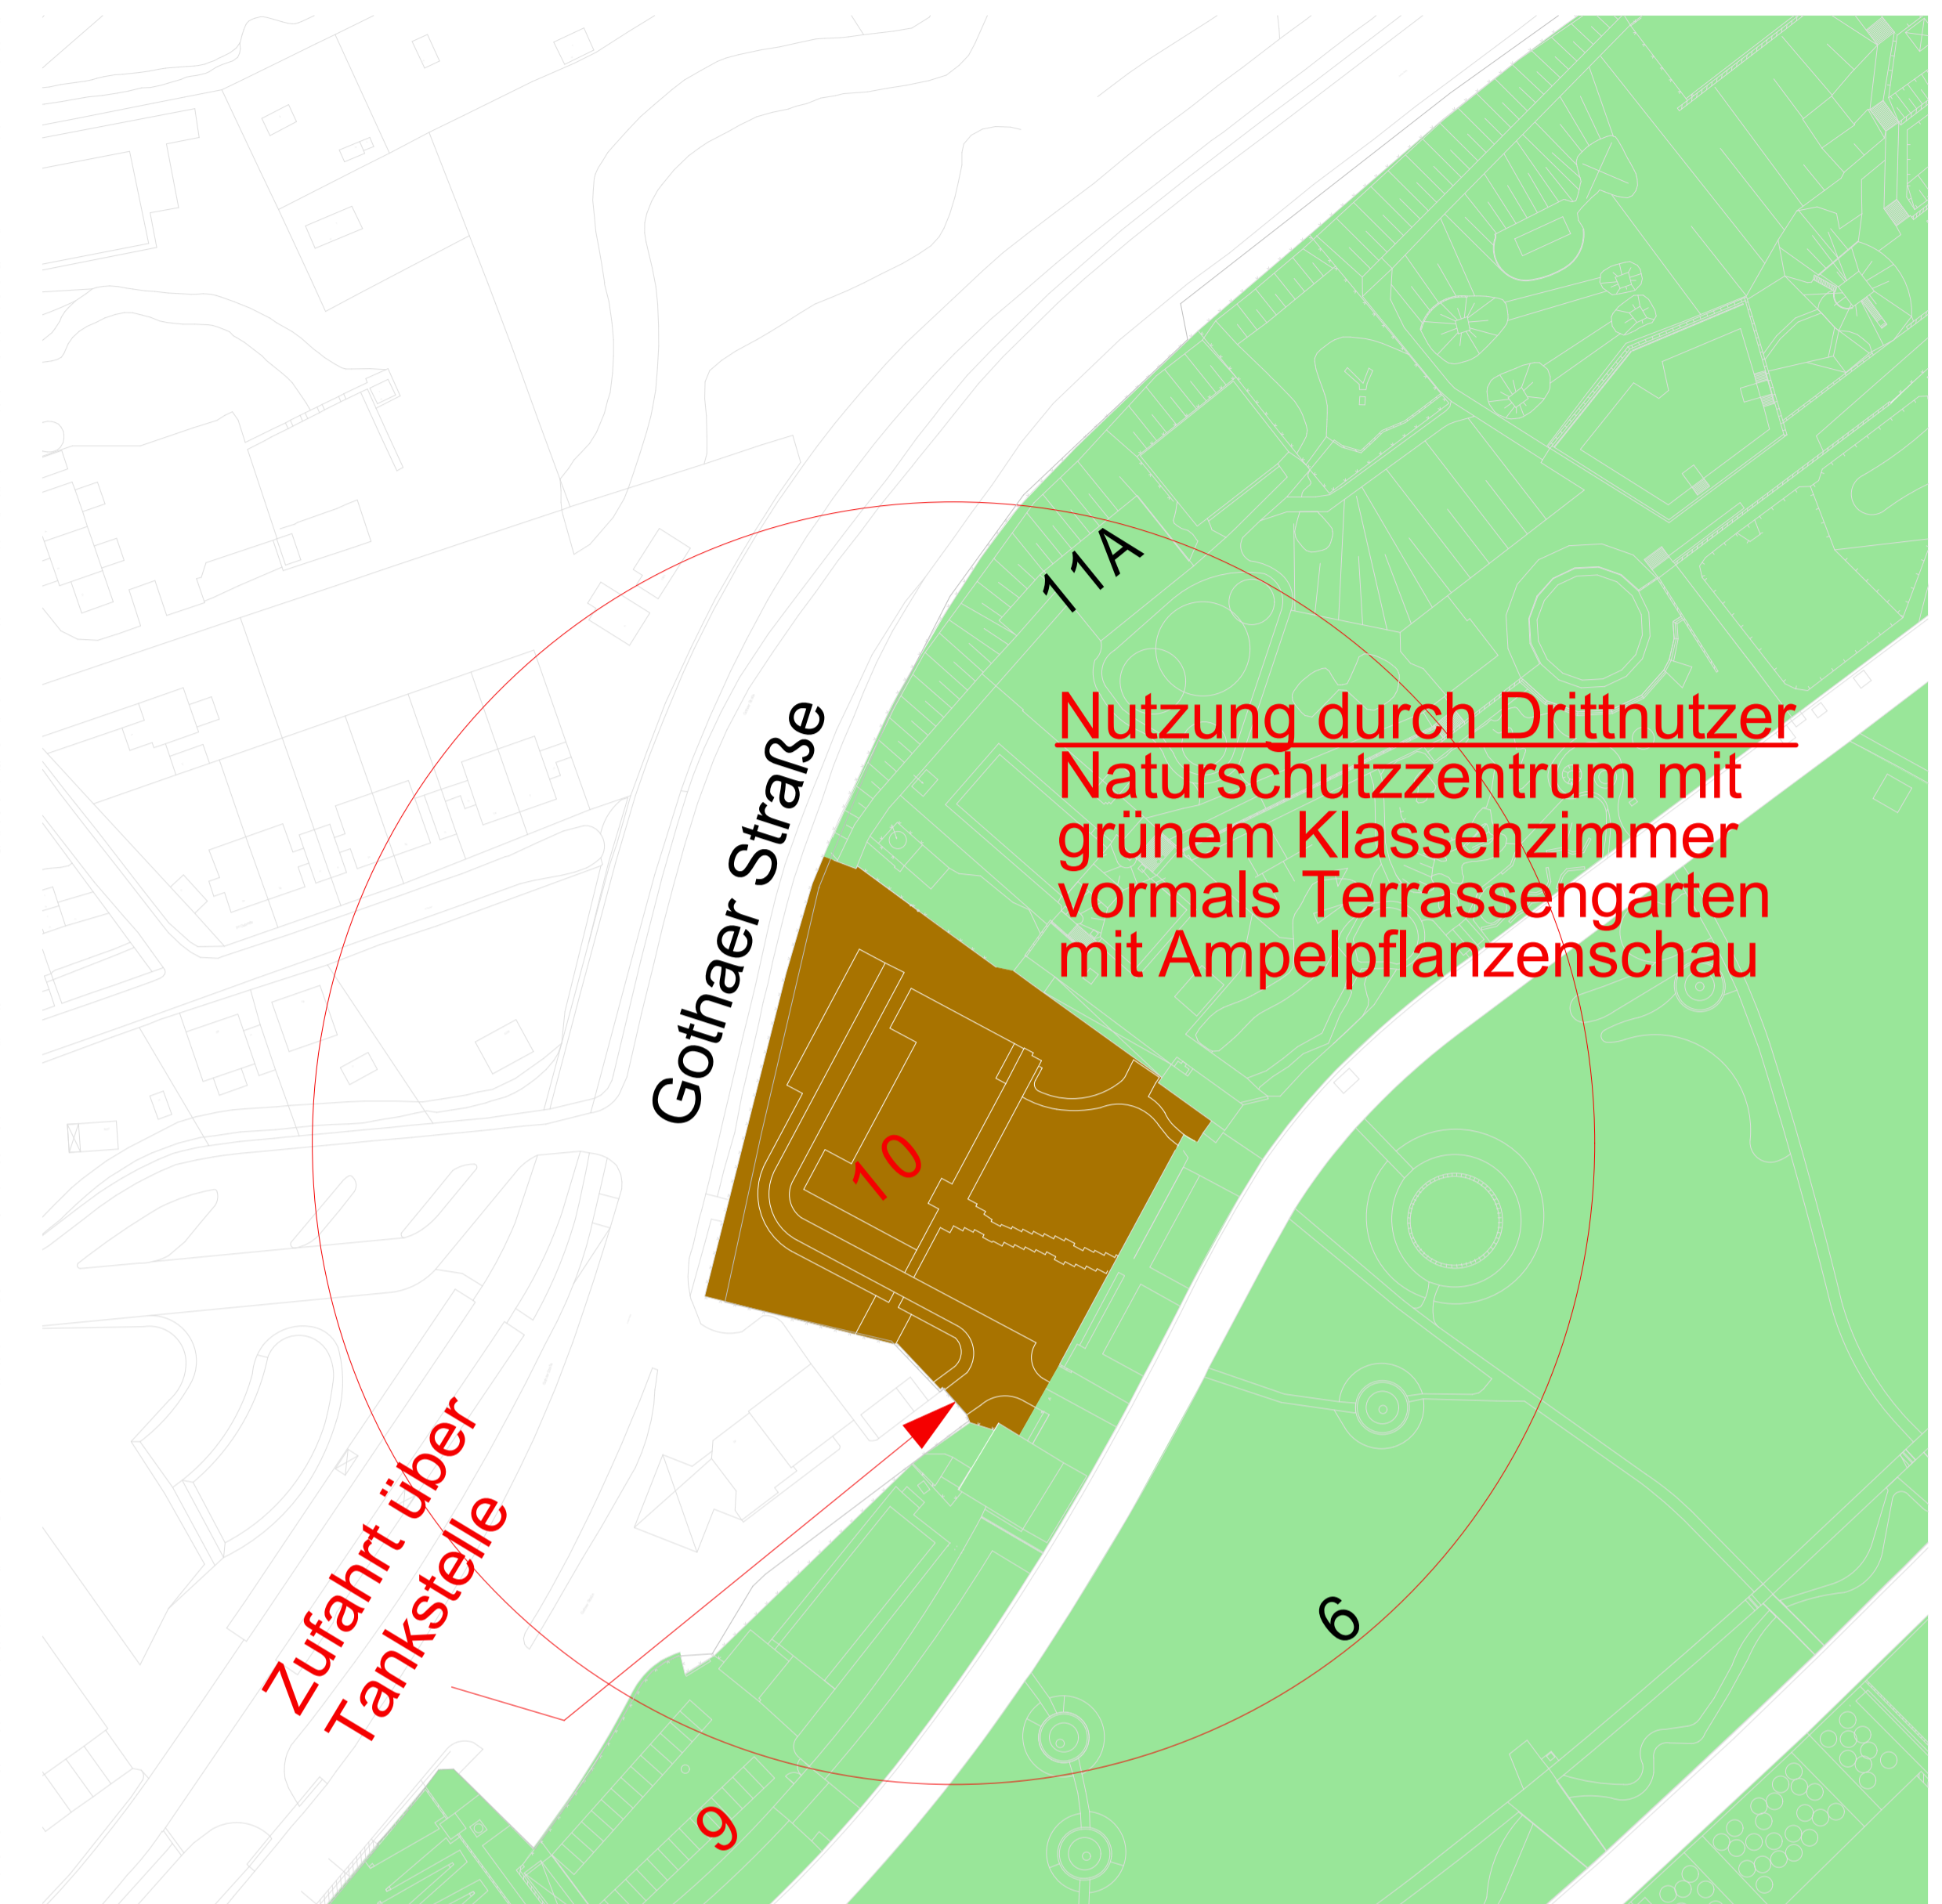 11A
Nutzung durch Drittnutzer
Naturschutzzentrum mit
grünem Klassenzimmer
vormals Terrassengarten
mit Ampelpflanzenschau
Gothaer Straße
10
Zufahrt über
Tankstelle
6
9